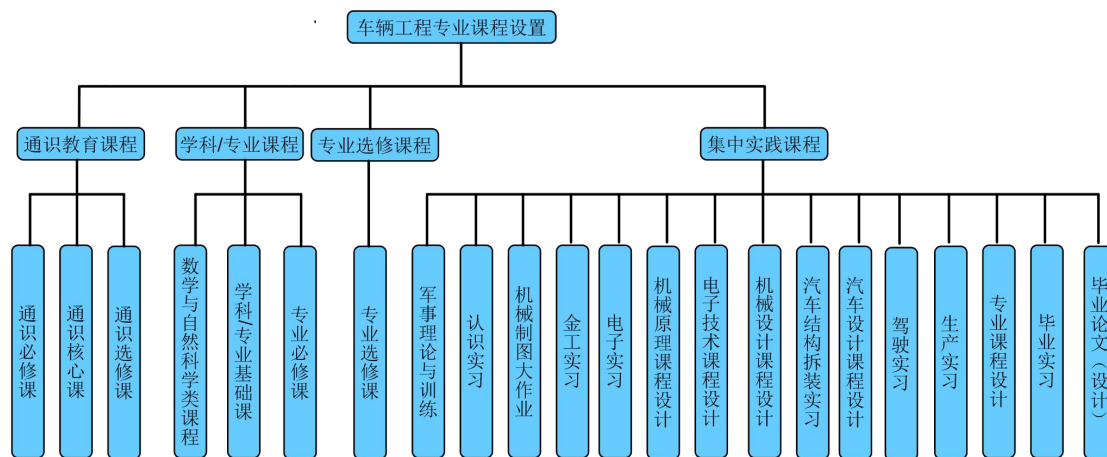 车辆工程专业课程设置
通识教育课程
学科/专业课程
专业选修课程
集中实践课程
通识必修课
通识核心课
通识选修课
数学与自然科学类课程
学科/专业基础课
专业必修课
专业选修课
军事理论与训练
认识实习
机械制图大作业
金工实习
电子实习
机械原理课程设计
电子技术课程设计
机械设计课程设计
汽车结构拆装实习
汽车设计课程设计
驾驶实习
生产实习
专业课程设计
毕业实习
毕业论文（设计）